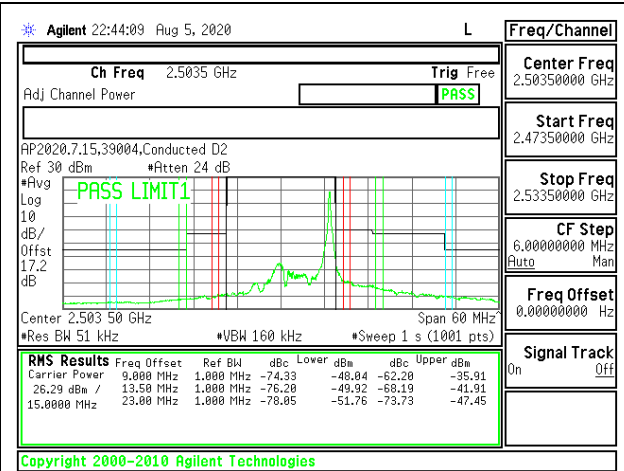 Agilent 22:44:09 Aug 5, 2020 L
Freq/Channel
Ch Freq 2.5035 GHz Trig Free
Adj Channel Power PASS
AP2020.7.15,39004,Conducted D2
Ref 30 dBm #Atten 24 dB
#Avg
Log
10
dB/
Offst
17.2
dB
PASS LIMIT1
Center 2.503 50 GHz Span 60 MHz^
#Res BW 51 kHz #VBW 160 kHz #Sweep 1 s (1001 pts)
RMS Results Freq Offset Ref BW dBc Lower dBm dBc Upper dBm
Carrier Power 9.000 MHz 1.000 MHz -74.33 -48.04 -62.20 -35.91
26.29 dBm / 13.50 MHz 1.000 MHz -76.20 -49.92 -68.19 -41.91
15.0000 MHz 23.00 MHz 1.000 MHz -78.05 -51.76 -73.73 -47.45
Copyright 2000-2010 Agilent Technologies
Center Freq
2.50350000 GHz
Start Freq
2.47350000 GHz
Stop Freq
2.53350000 GHz
CF Step
6.00000000 MHz
Auto Man
Freq Offset
0.00000000 Hz
Signal Track
On Off